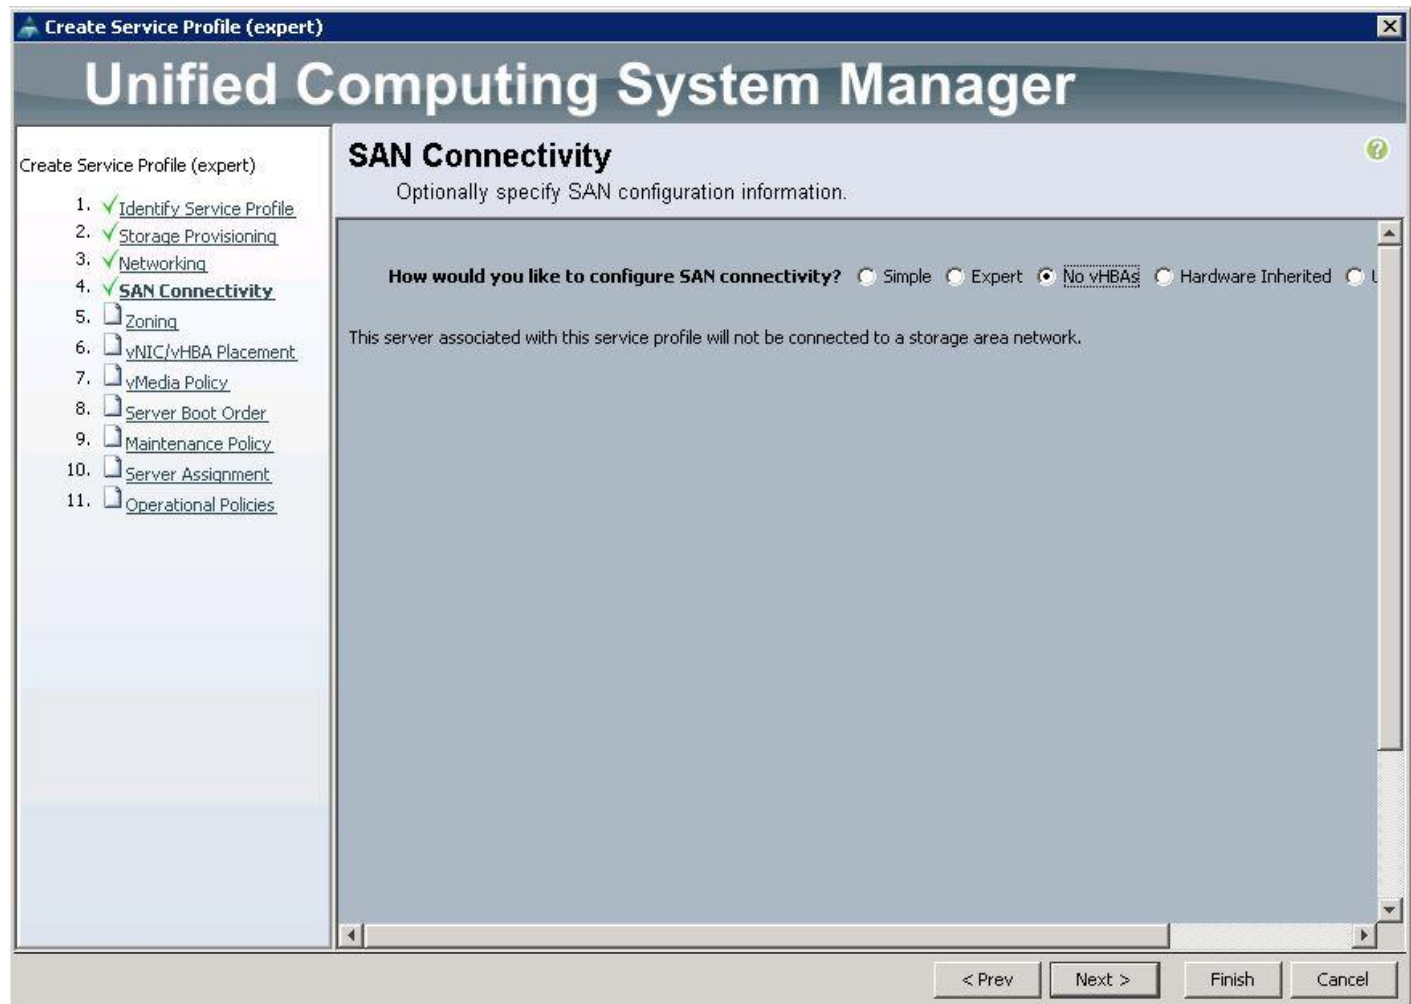 Create Service Profile (expert)
Unified Computing System Manager
Create Service Profile (expert)
1. Identify Service Profile
2. Storage Provisioning
3. Networking
4. SAN Connectivity
5. Zoning
6. vNIC/vHBA Placement
7. vMedia Policy
8. Server Boot Order
9. Maintenance Policy
10. Server Assignment
11. Operational Policies
SAN Connectivity
Optionally specify SAN configuration information.
How would you like to configure SAN connectivity? Simple Expert No vHBAs Hardware Inherited
This server associated with this service profile will not be connected to a storage area network.
< Prev Next > Finish Cancel